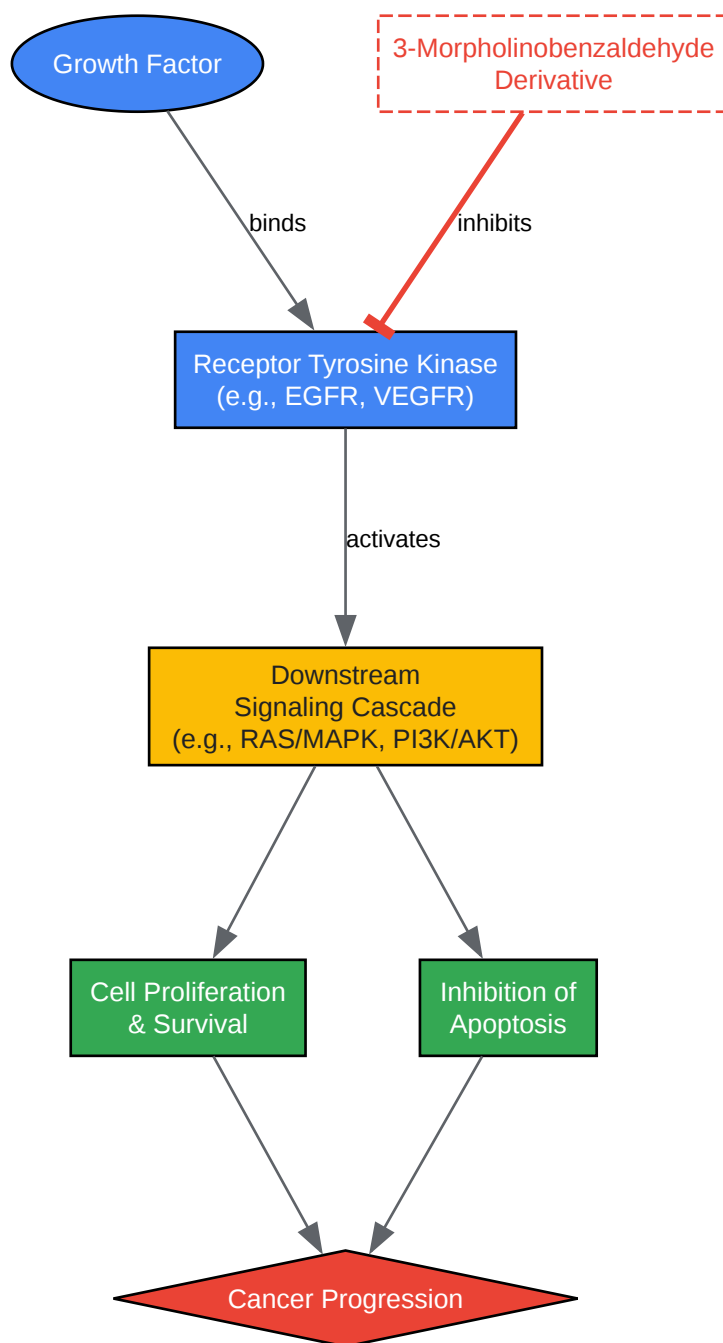 Growth Factor
3-Morpholinobenzaldehyde
Derivative
binds
inhibits
Receptor Tyrosine Kinase
(e.g., EGFR, VEGFR)
activates
Downstream
Signaling Cascade
(e.g., RAS/MAPK, PI3K/AKT)
Cell Proliferation
& Survival
Inhibition of
Apoptosis
Cancer Progression